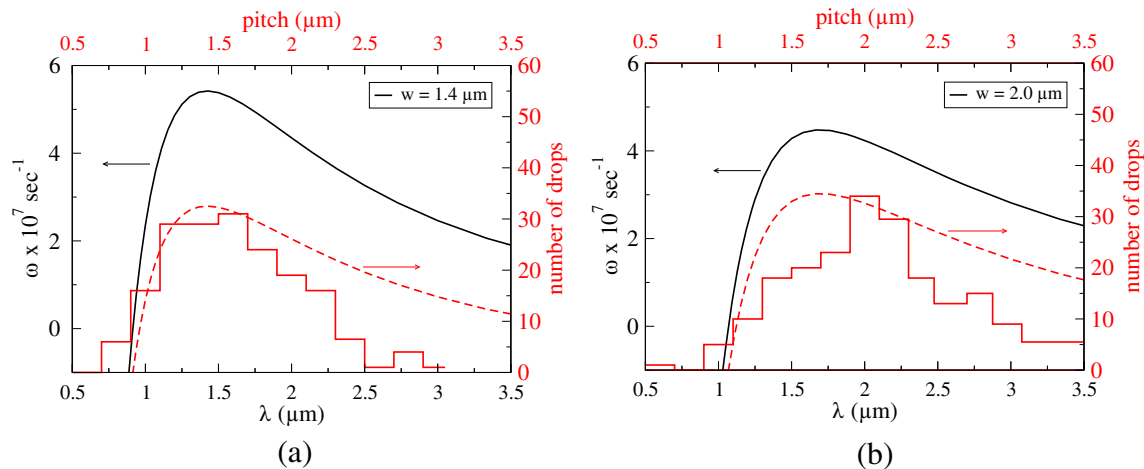 pitch (µm)
0.5 1 1.5 2 2.5 3 3.5
6
4
2
0
ω x 10⁷ sec⁻¹
w = 1.4 µm
60
50
40
30
20
10
0
number of drops
0.5 1 1.5 2 2.5 3 3.5
λ (µm)
(a)
pitch (µm)
0.5 1 1.5 2 2.5 3 3.5
6
4
2
0
ω x 10⁷ sec⁻¹
w = 2.0 µm
60
50
40
30
20
10
0
number of drops
0.5 1 1.5 2 2.5 3 3.5
λ (µm)
(b)